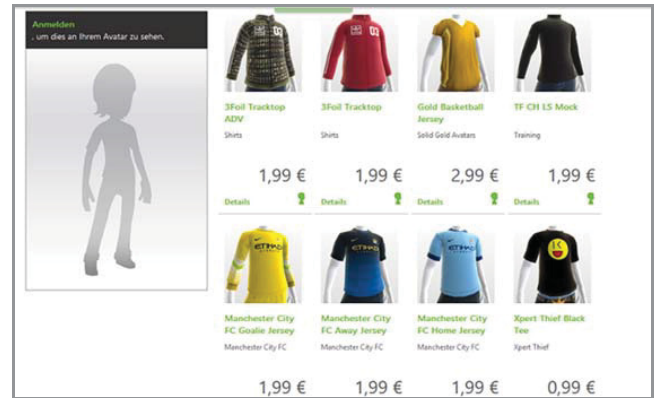 Anmelden
, um dies an Ihrem Avatar zu sehen.
3Foil Tracktop
ADV
Shirts
1,99 €
Details
3Foil Tracktop
Shirts
1,99 €
Details
Gold Basketball
Jersey
Solid Gold Avatars
2,99 €
Details
TF CH LS Mock
Training
1,99 €
Details
ETIHAD
Manchester City
FC Goalie Jersey
Manchester City FC
1,99 €
ETIHAD
Manchester City
FC Away Jersey
Manchester City FC
1,99 €
ETIHAD
Manchester City
FC Home Jersey
Manchester City FC
1,99 €
Xpert Thief Black
Tee
Xpert Thief
0,99 €